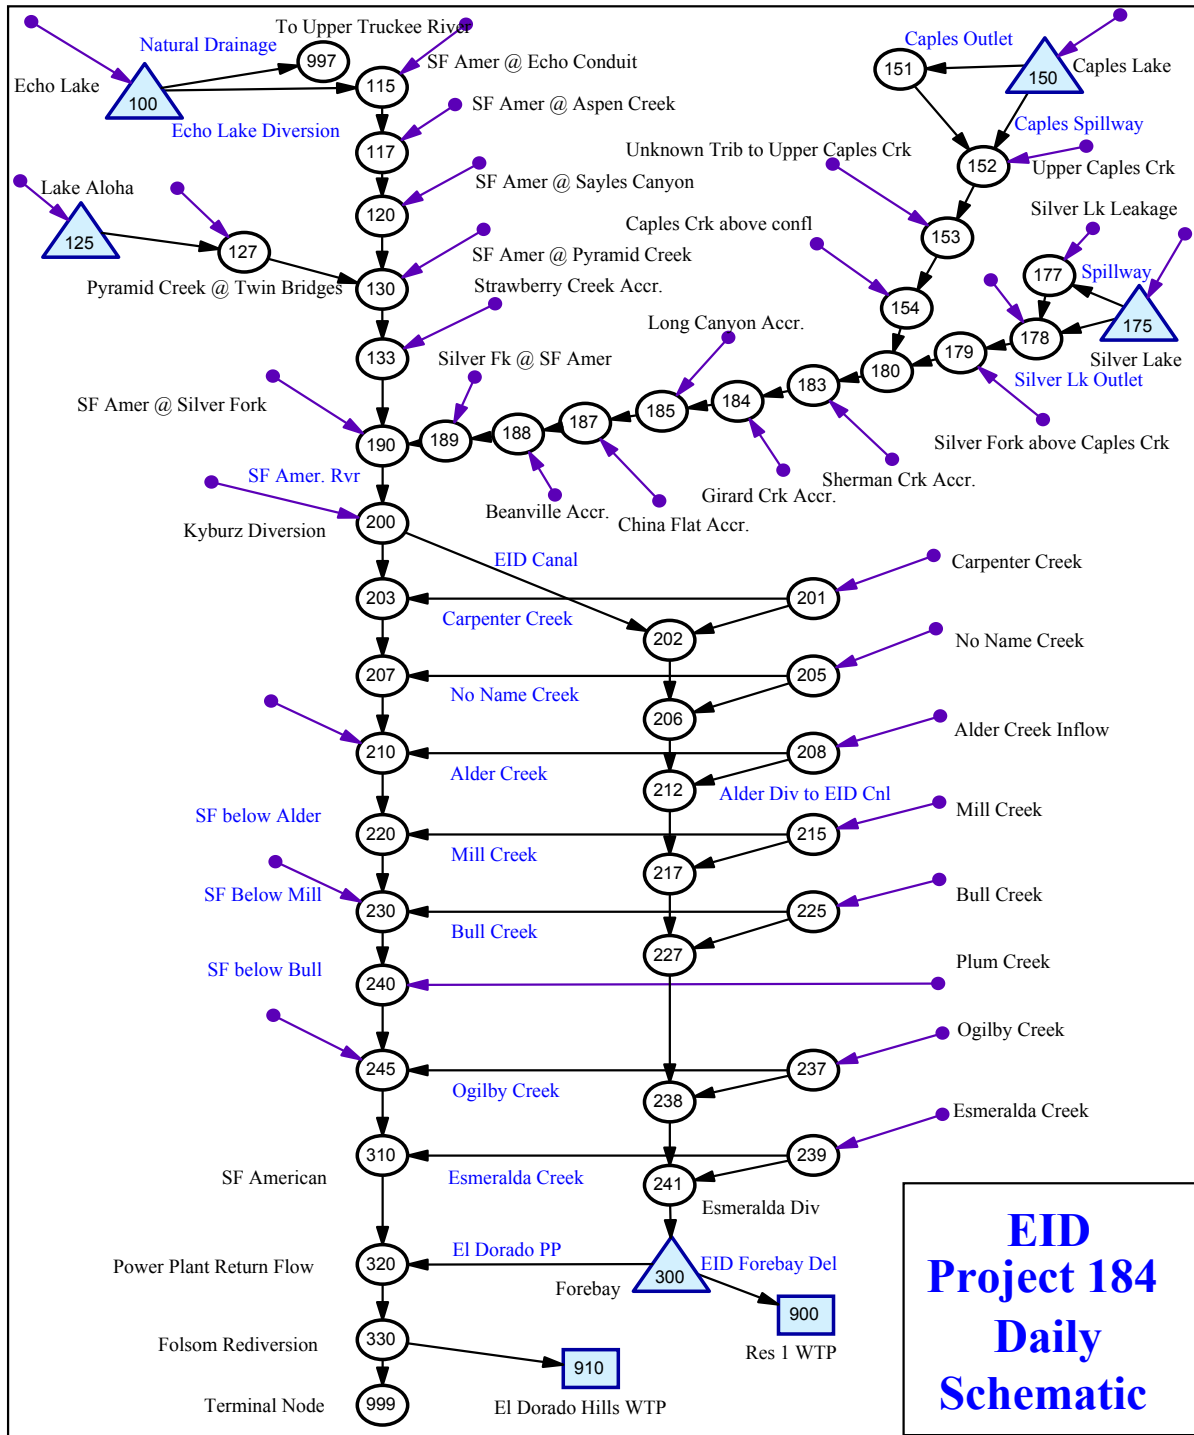 To Upper Truckee River
Natural Drainage
997
Echo Lake
100
Echo Lake Diversion
115
SF Amer @ Echo Conduit
SF Amer @ Aspen Creek
117
SF Amer @ Sayles Canyon
120
Lake Aloha
125
127
Pyramid Creek @ Twin Bridges
SF Amer @ Pyramid Creek
130
Strawberry Creek Accr.
133
Caples Outlet
151
150
Caples Lake
Caples Spillway
Unknown Trib to Upper Caples Crk
152
Upper Caples Crk
Caples Crk above confl
153
Silver Lk Leakage
154
177
Spillway
175
Silver Lake
178
179
Silver Lk Outlet
Long Canyon Accr.
180
183
184
185
187
188
189
Silver Fk @ SF Amer
SF Amer @ Silver Fork
190
Silver Fork above Caples Crk
Sherman Crk Accr.
Girard Crk Accr.
China Flat Accr.
Beanville Accr.
SF Amer. Rvr
200
Kyburz Diversion
EID Canal
Carpenter Creek
203
201
Carpenter Creek
202
No Name Creek
207
205
No Name Creek
206
Alder Creek Inflow
210
208
Alder Creek
212
Alder Div to EID Cnl
SF below Alder
Mill Creek
220
215
Mill Creek
217
SF Below Mill
Bull Creek
230
225
Bull Creek
227
SF below Bull
Plum Creek
240
Ogilby Creek
245
237
Ogilby Creek
238
Esmeralda Creek
310
239
SF American
Esmeralda Creek
241
Esmeralda Div
El Dorado PP
EID Forebay Del
Power Plant Return Flow
320
300
Forebay
900
Res 1 WTP
Folsom Rediversion
330
910
El Dorado Hills WTP
Terminal Node
999
EID
Project 184
Daily
Schematic